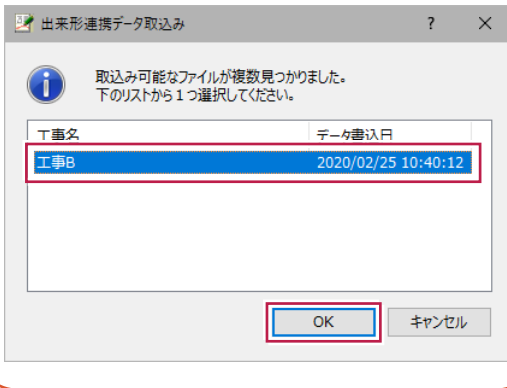 出来形連携データ取込み ? ×
取込み可能なファイルが複数見つかりました。
下のリストから１つ選択してください。
工事名 データ書込日
工事B 2020/02/25 10:40:12
OK キャンセル